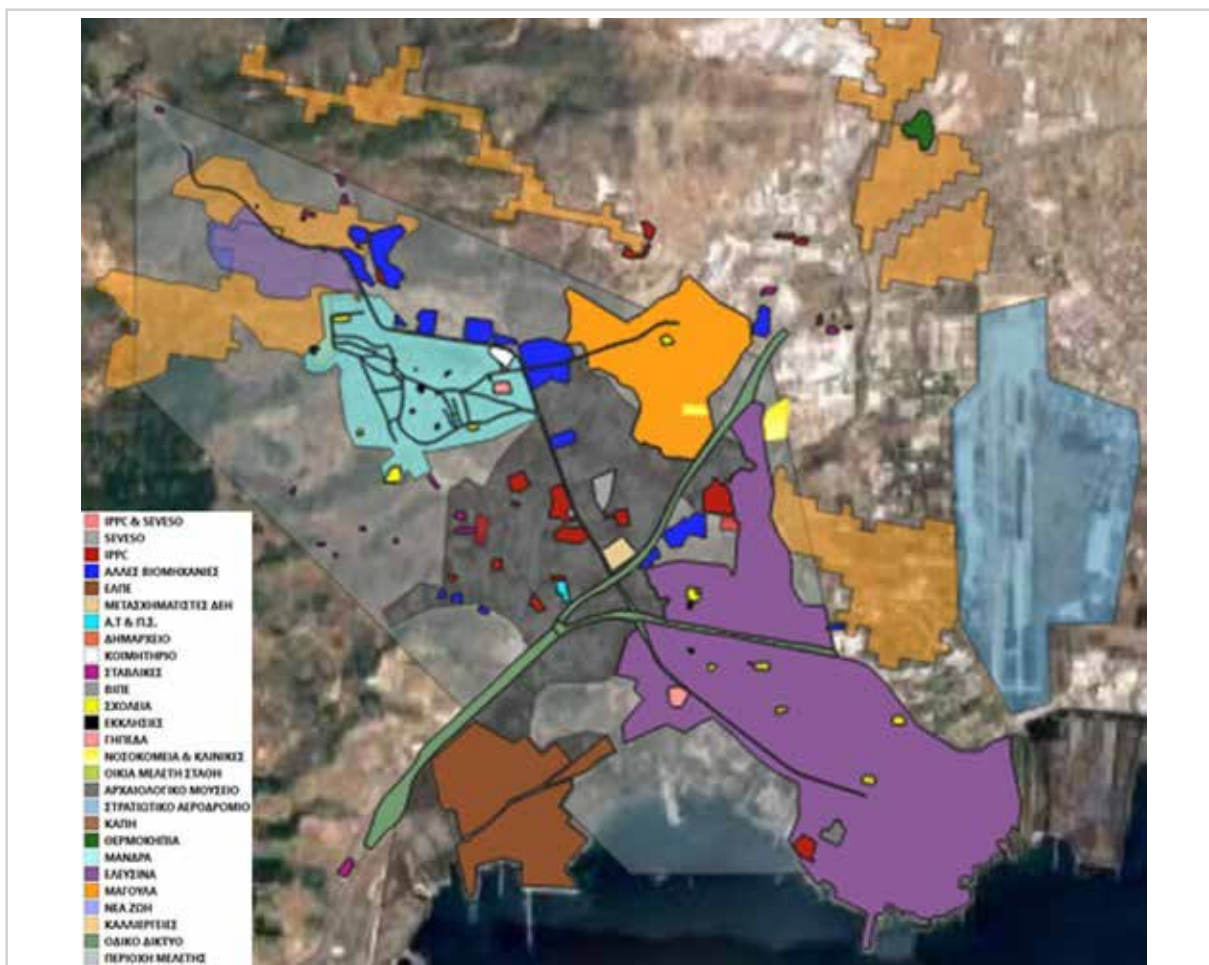 IPPC & SEVESO
SEVESO
IPPC
ΑΛΛΕΣ ΒΙΟΜΗΧΑΝΙΕΣ
ΕΛΠΕ
ΜΕΤΑΣΧΗΜΑΤΙΣΤΕΣ ΔΕΗ
Α.Τ & Π.Σ.
ΔΗΜΑΡΧΕΙΟ
ΚΟΙΜΗΤΗΡΙΟ
ΣΤΑΒΛΙΚΕΣ
ΒΙΠΕ
ΣΧΟΛΕΙΑ
ΕΚΚΛΗΣΙΕΣ
ΓΗΠΕΔΑ
ΝΟΣΟΚΟΜΕΙΑ & ΚΛΙΝΙΚΕΣ
ΟΙΚΙΑ ΜΕΛΕΤΗ ΣΤΑΘΗ
ΑΡΧΑΙΟΛΟΓΙΚΟ ΜΟΥΣΕΙΟ
ΣΤΡΑΤΙΩΤΙΚΟ ΑΕΡΟΔΡΟΜΙΟ
ΚΑΠΗ
ΘΕΡΜΟΚΗΠΙΑ
ΜΑΝΔΡΑ
ΕΛΕΥΣΙΝΑ
ΜΑΓΟΥΛΑ
ΝΕΑ ΖΩΗ
ΚΑΛΛΙΕΡΓΕΙΕΣ
ΟΔΙΚΟ ΔΙΚΤΥΟ
ΠΕΡΙΟΧΗ ΜΕΛΕΤΗΣ